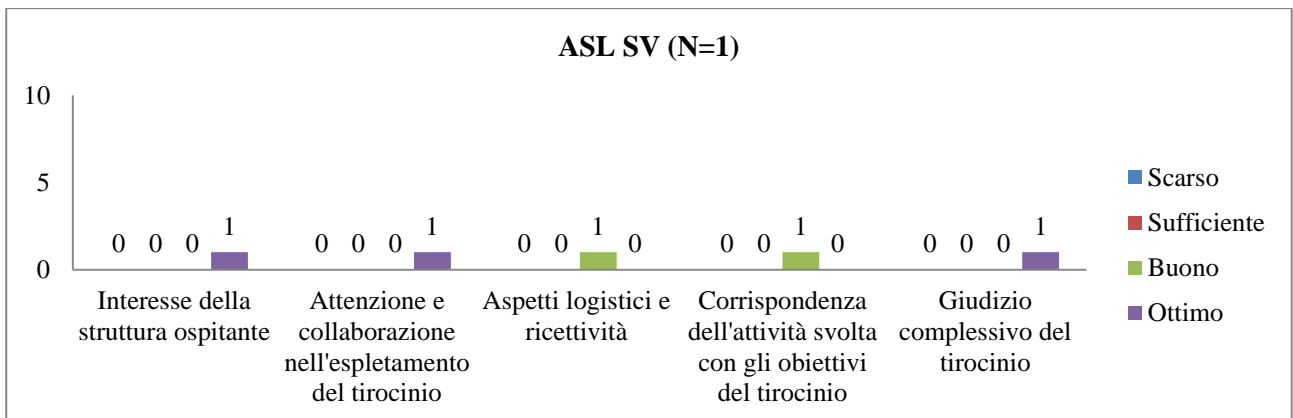 ASL SV (N=1)
10
5
0
0 0 0 1
0 0 0 1
0 0 1 0
0 0 1 0
0 0 0 1
Interesse della
struttura ospitante
Attenzione e
collaborazione
nell'espletamento
del tirocinio
Aspetti logistici e
ricettività
Corrispondenza
dell'attività svolta
con gli obiettivi
del tirocinio
Giudizio
complessivo del
tirocinio
Scarso
Sufficiente
Buono
Ottimo